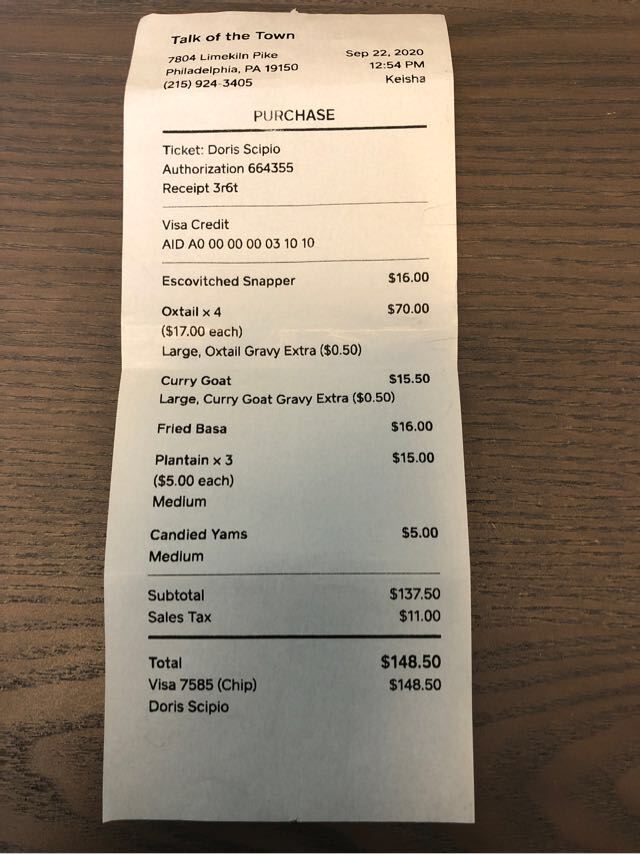 Talk of the Town
7804 Limekiln Pike
Philadelphia, PA 19150
(215) 924-3405
Sep 22, 2020
12:54 PM
Keisha
PURCHASE
Ticket: Doris Scipio
Authorization 664355
Receipt 3r6t
Visa Credit
AID A0 00 00 00 03 10 10
Escovitched Snapper $16.00
Oxtail x 4 $70.00
($17.00 each)
Large, Oxtail Gravy Extra ($0.50)
Curry Goat $15.50
Large, Curry Goat Gravy Extra ($0.50)
Fried Basa $16.00
Plantain x 3 $15.00
($5.00 each)
Medium
Candied Yams $5.00
Medium
Subtotal $137.50
Sales Tax $11.00
Total $148.50
Visa 7585 (Chip) $148.50
Doris Scipio